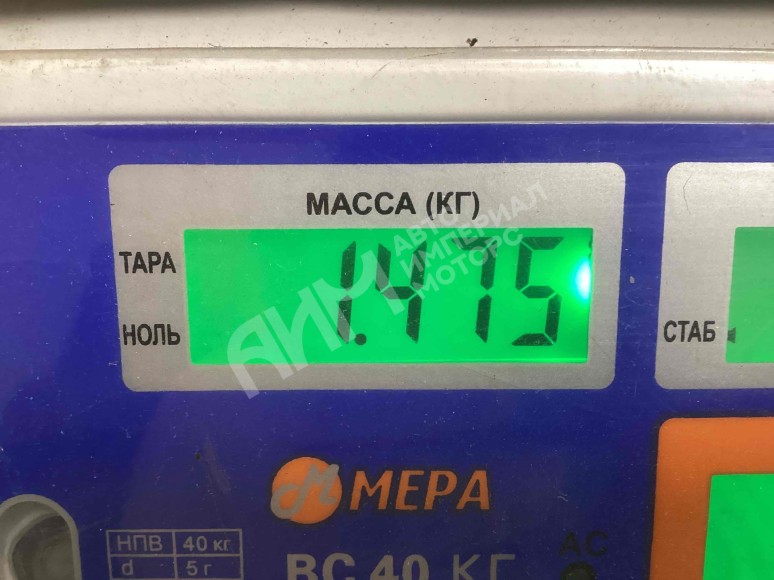 МАССА (КГ)
ТАРА
1.475
НОЛЬ
СТАБ
АИМ АВТО
ИМПЕРИАЛ
МОТОРС
МЕРА
НПВ 40 кг
d 5 г
ВС 40 КГ
AC